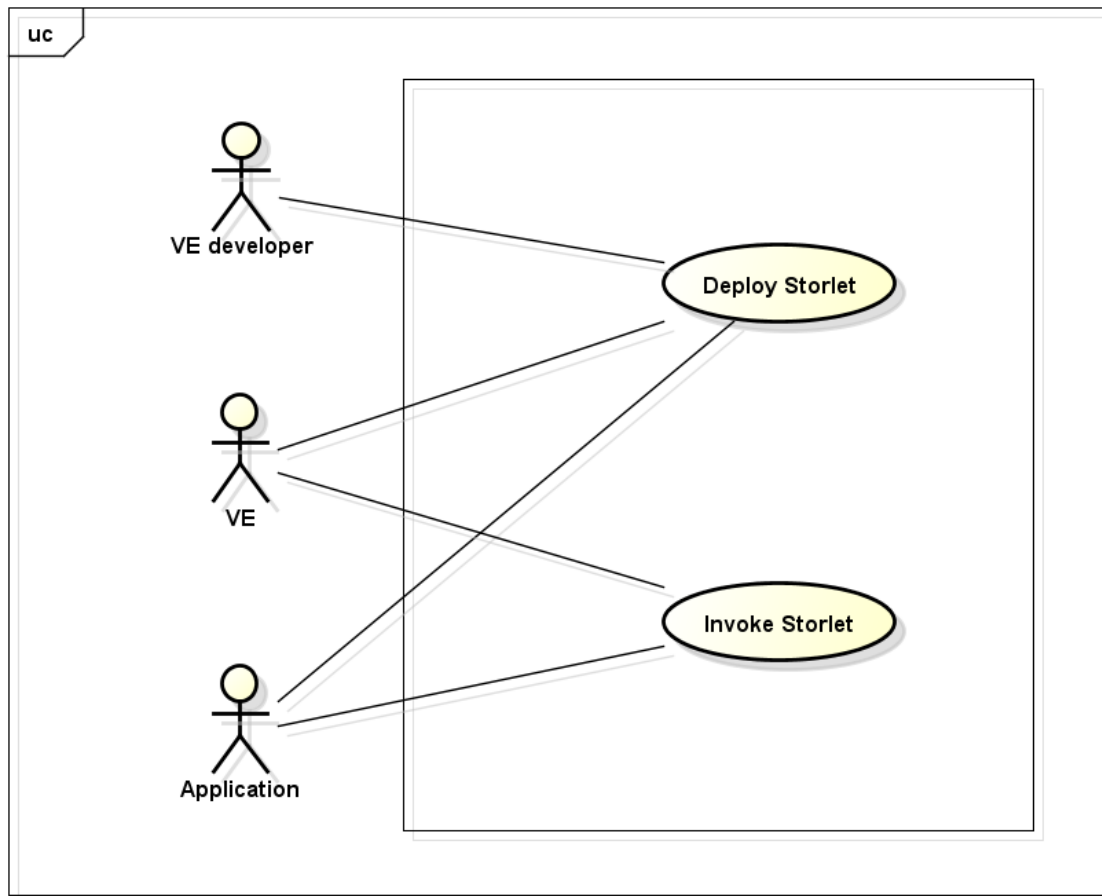 uc
VE developer
Deploy Storlet
VE
Invoke Storlet
Application